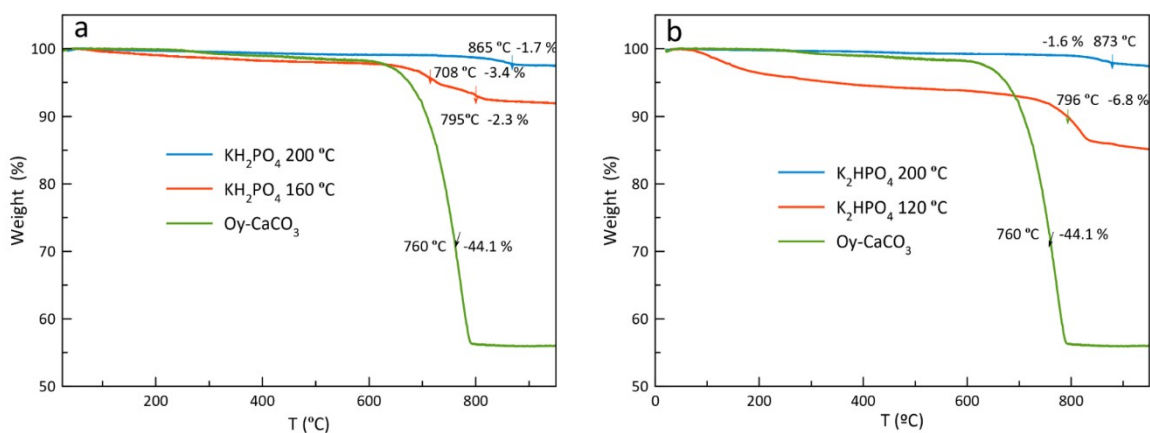 a
Weight (%)
100
90
80
70
60
50
865 ºC -1.7 %
708 ºC -3.4 %
795ºC -2.3 %
KH₂PO₄ 200 ºC
KH₂PO₄ 160 ºC
Oy-CaCO₃
760 ºC -44.1 %
200 400 600 800
T (ºC)
b
Weight (%)
100
90
80
70
60
50
-1.6 % 873 ºC
796 ºC -6.8 %
K₂HPO₄ 200 ºC
K₂HPO₄ 120 ºC
Oy-CaCO₃
760 ºC -44.1 %
0 200 400 600 800
T (ºC)